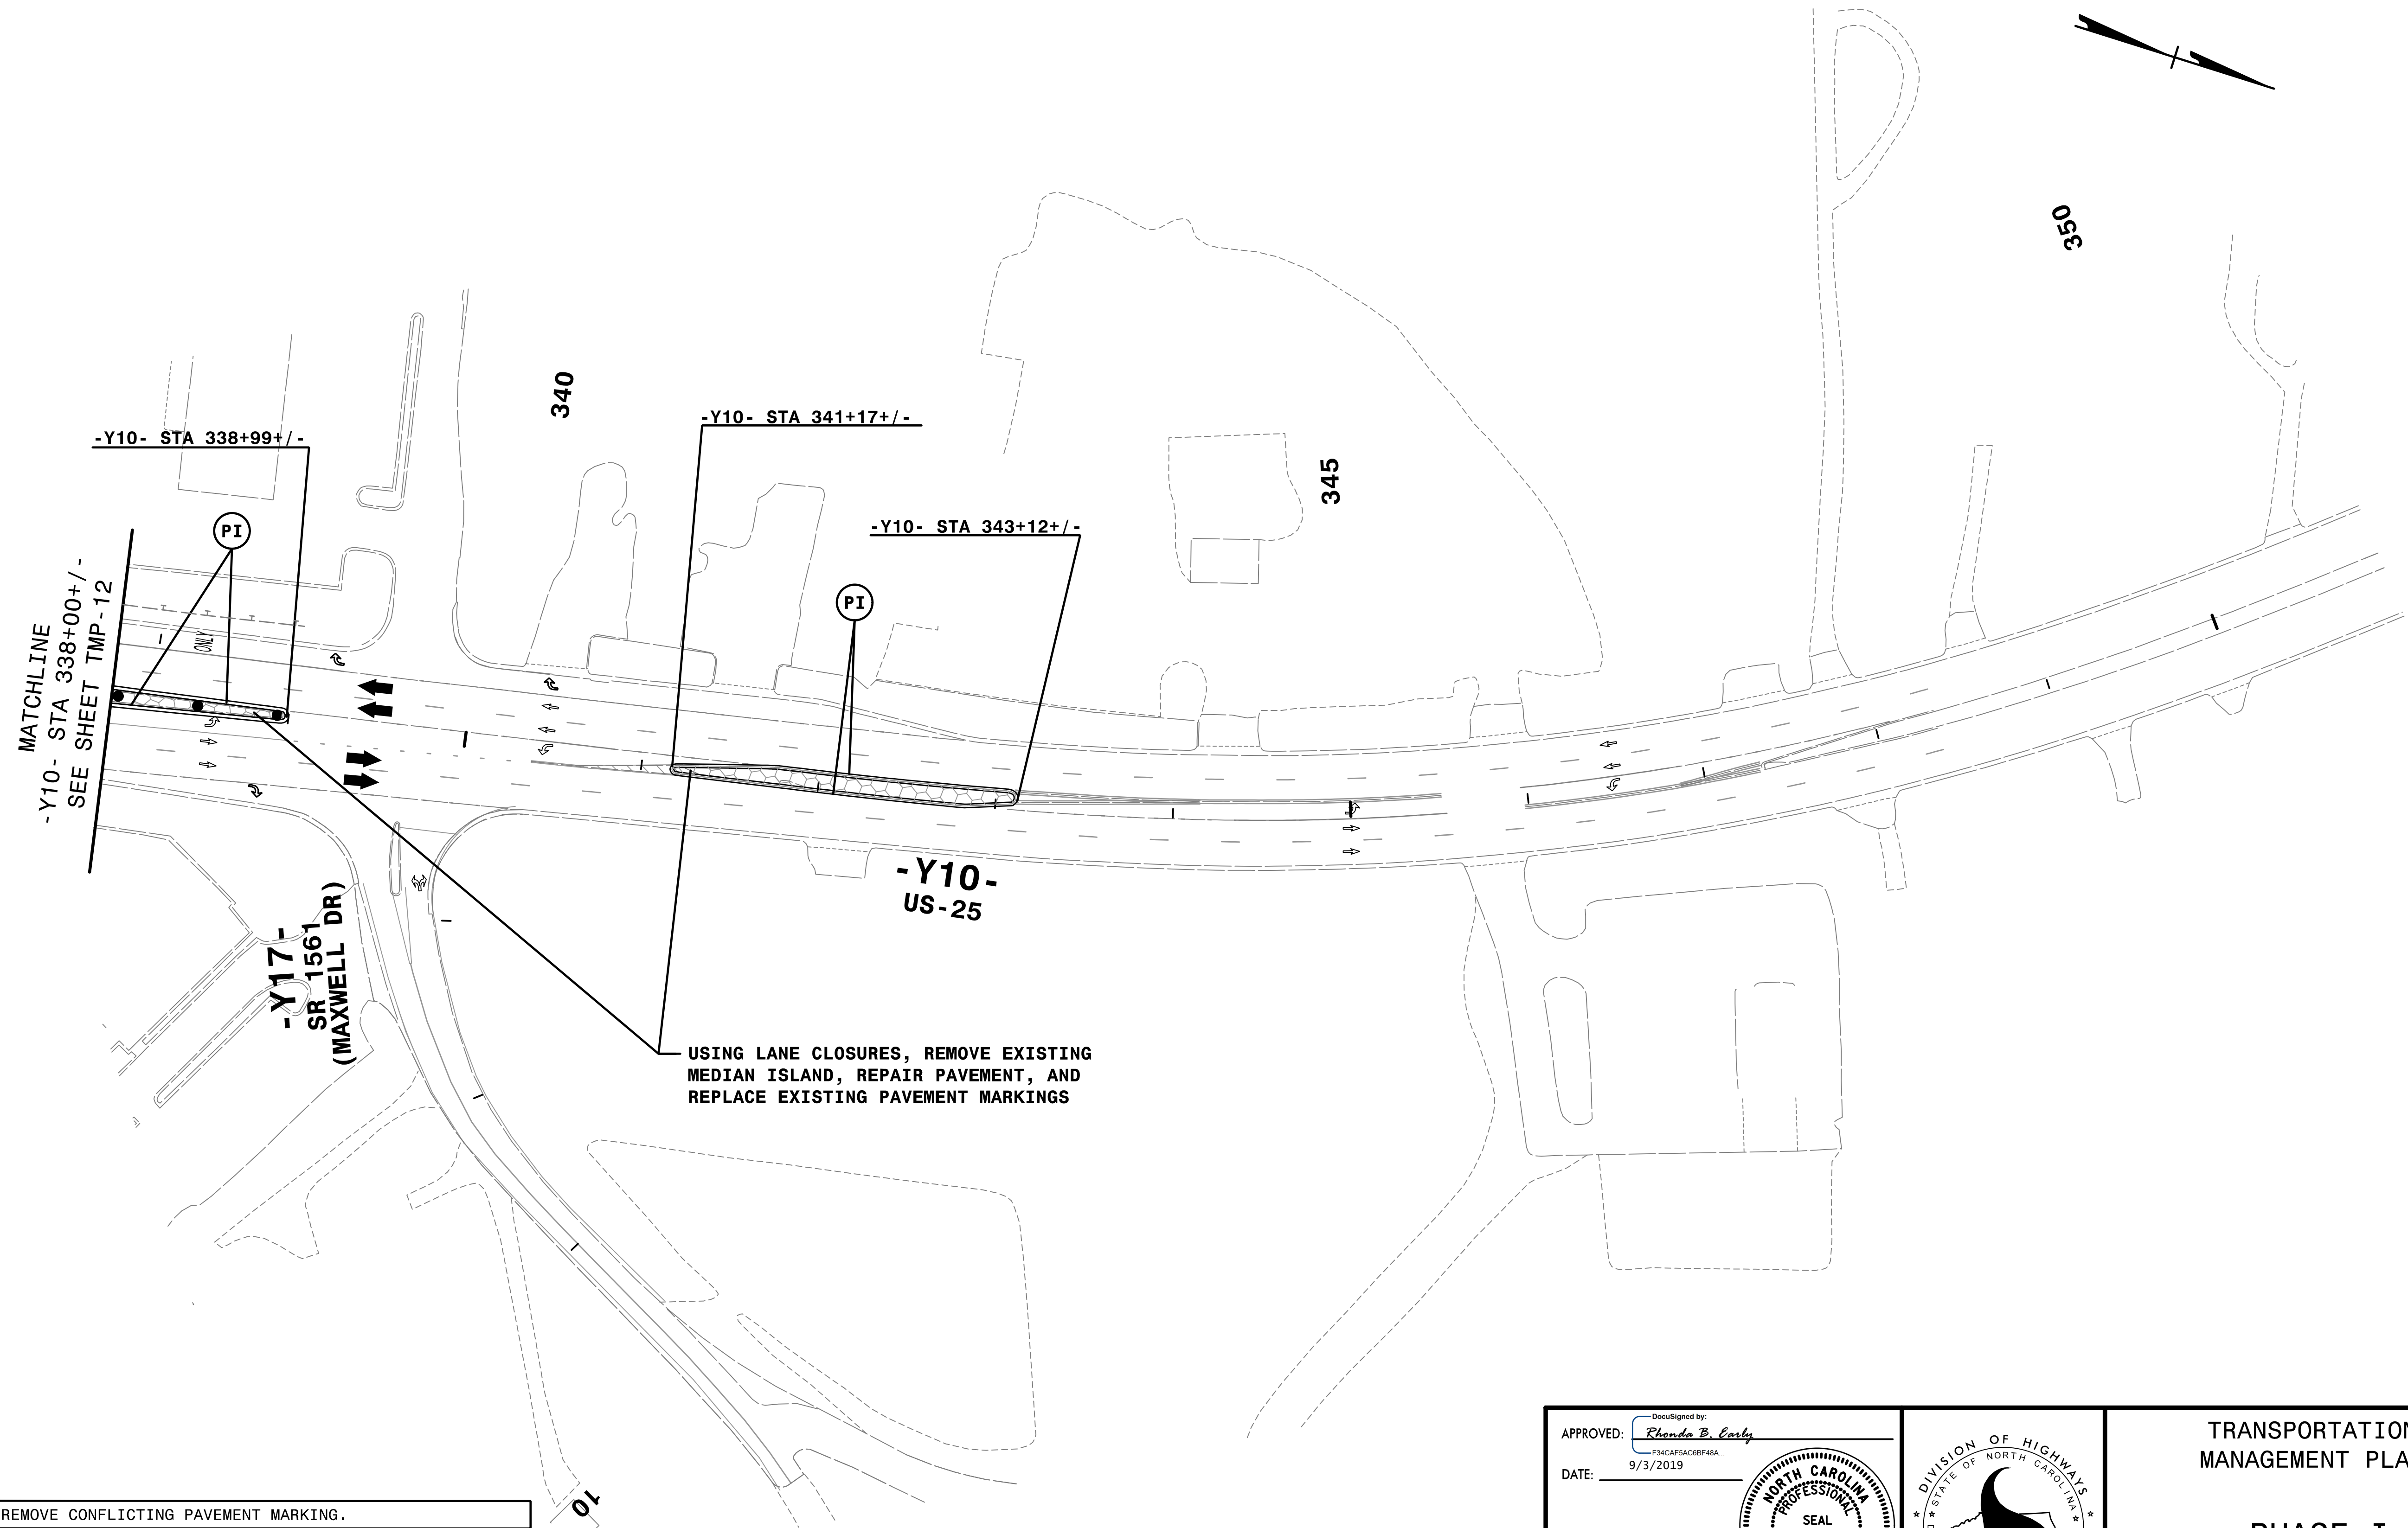 350
340
-Y10- STA 341+17+/-
-Y10- STA 338+99+/-
345
-Y10- STA 343+12+/-
PI
PI
MATCHLINE
-Y10- STA 338+00+/-
SEE SHEET TMP-12
ONLY
-Y10-
US-25
-Y17-
SR 1561
(MAXWELL DR)
USING LANE CLOSURES, REMOVE EXISTING
MEDIAN ISLAND, REPAIR PAVEMENT, AND
REPLACE EXISTING PAVEMENT MARKINGS
10
REMOVE CONFLICTING PAVEMENT MARKING.
APPROVED:
DocuSigned by:
Rhonda B. Early
F34CAF5AC6BF48A...
DATE: 9/3/2019
NORTH CAROLINA
PROFESSIONAL
SEAL
DIVISION OF HIGHWAYS
STATE OF NORTH CAROLINA
TRANSPORTATION
MANAGEMENT PLA
PHASE I